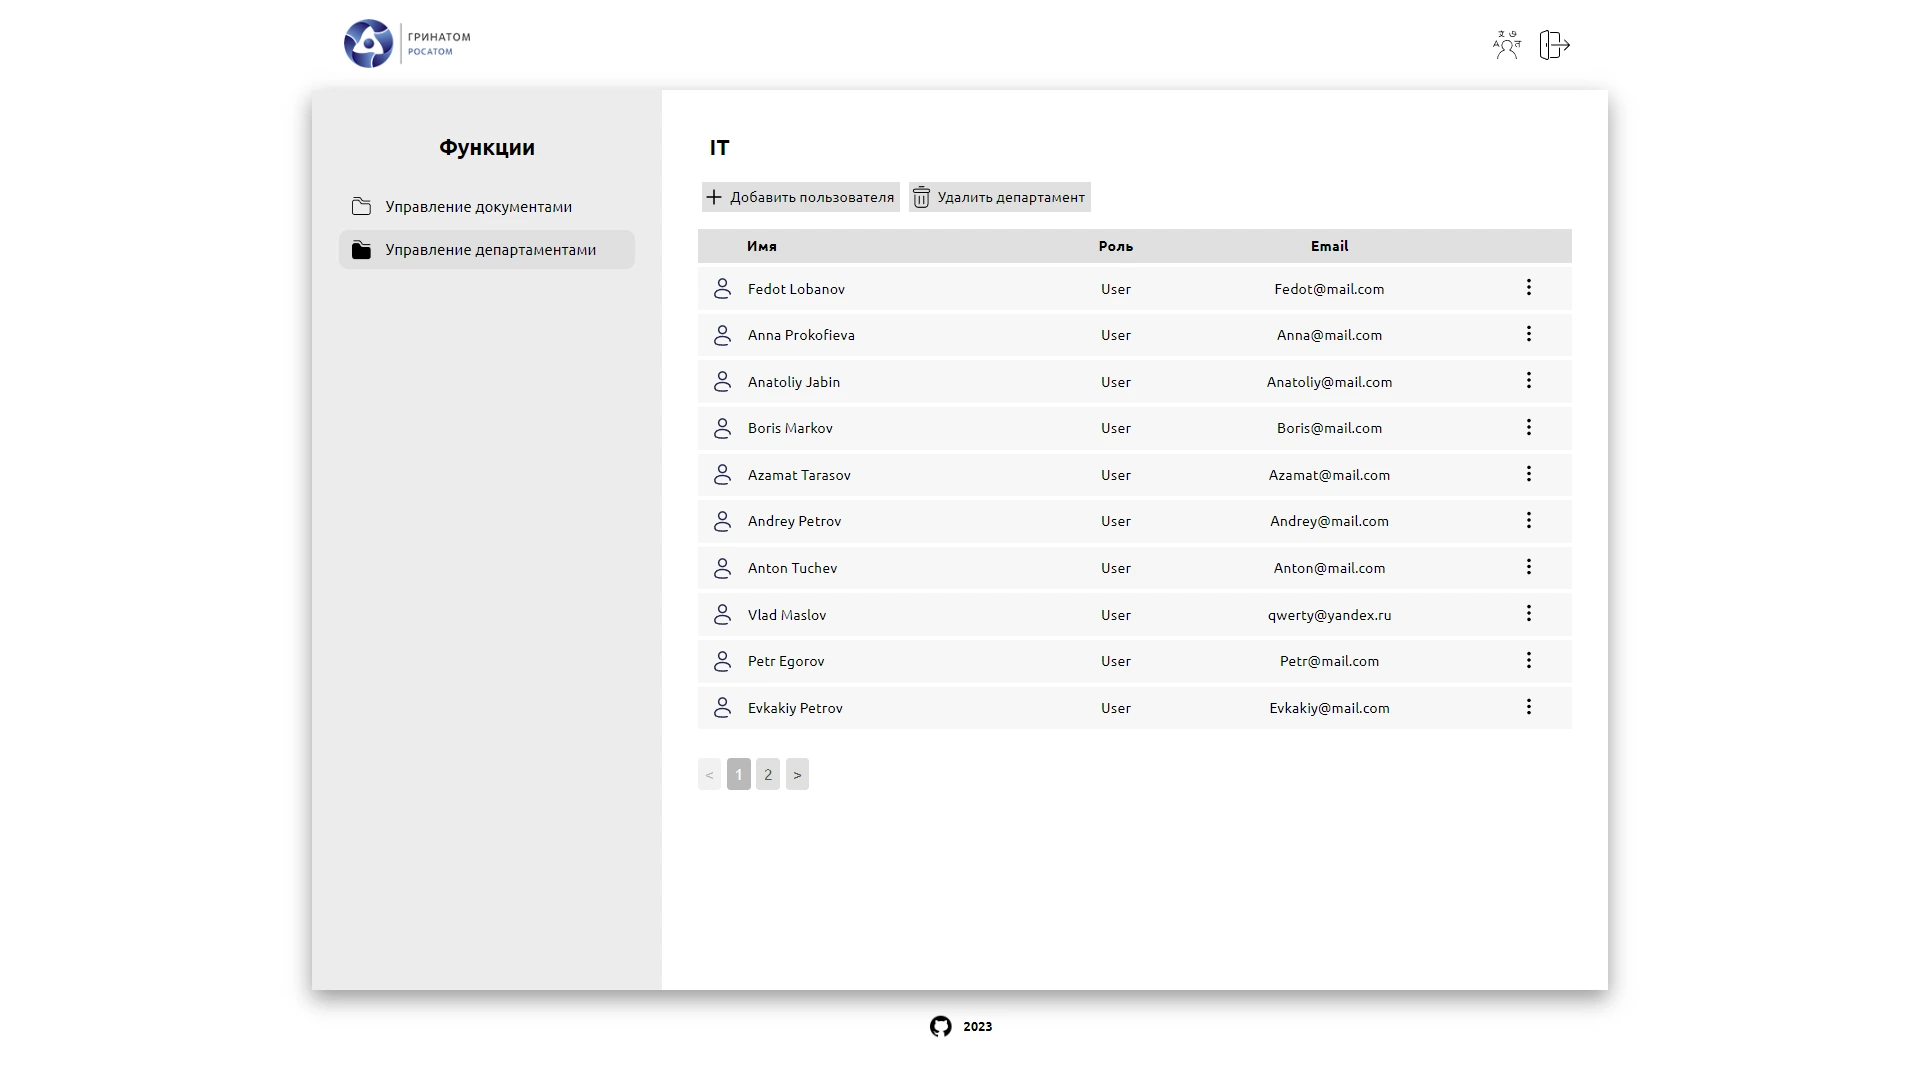 ГРИНАТОМ
РОСАТОМ
Функции
Управление документами
Управление департаментами
IT
Добавить пользователя Удалить департамент
Имя Роль Email
Fedot Lobanov User Fedot@mail.com
Anna Prokofieva User Anna@mail.com
Anatoliy Jabin User Anatoliy@mail.com
Boris Markov User Boris@mail.com
Azamat Tarasov User Azamat@mail.com
Andrey Petrov User Andrey@mail.com
Anton Tuchev User Anton@mail.com
Vlad Maslov User qwerty@yandex.ru
Petr Egorov User Petr@mail.com
Evkakiy Petrov User Evkakiy@mail.com
< 1 2 >
2023